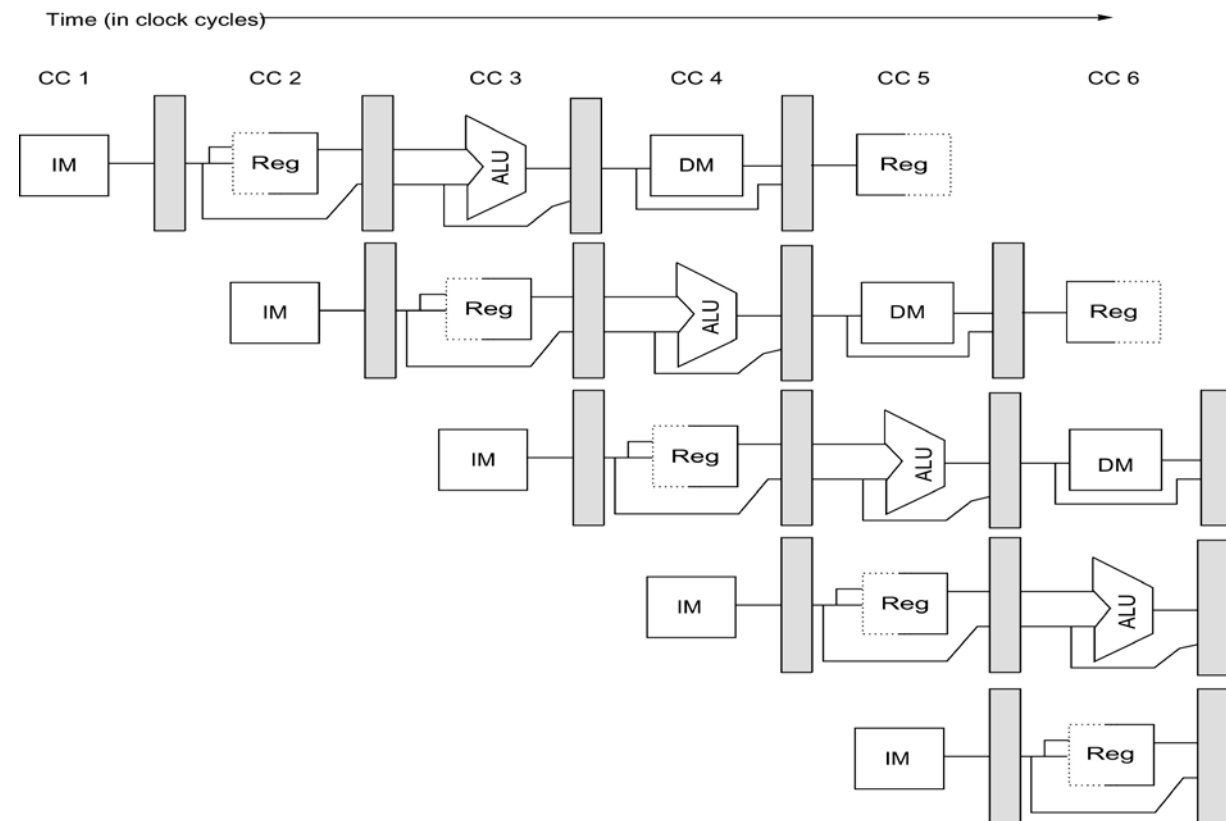 Time (in clock cycles)
CC 1 CC 2 CC 3 CC 4 CC 5 CC 6
IM Reg ALU DM Reg
IM Reg ALU DM Reg
IM Reg ALU DM
IM Reg ALU
IM Reg